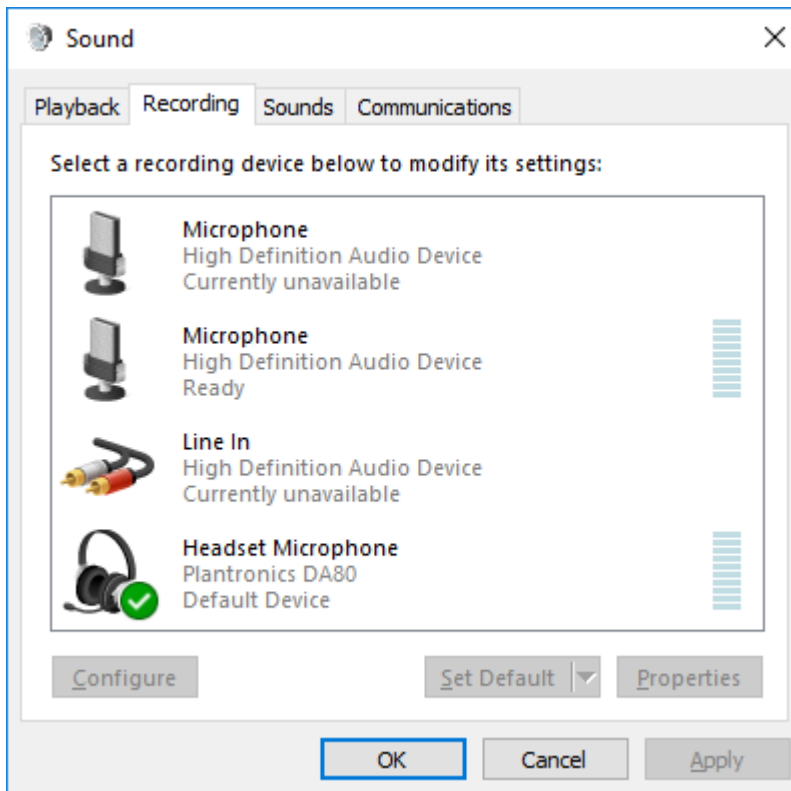 Sound
Playback Recording Sounds Communications
Select a recording device below to modify its settings:
Microphone
High Definition Audio Device
Currently unavailable
Microphone
High Definition Audio Device
Ready
Line In
High Definition Audio Device
Currently unavailable
Headset Microphone
Plantronics DA80
Default Device
Configure Set Default Properties
OK Cancel Apply